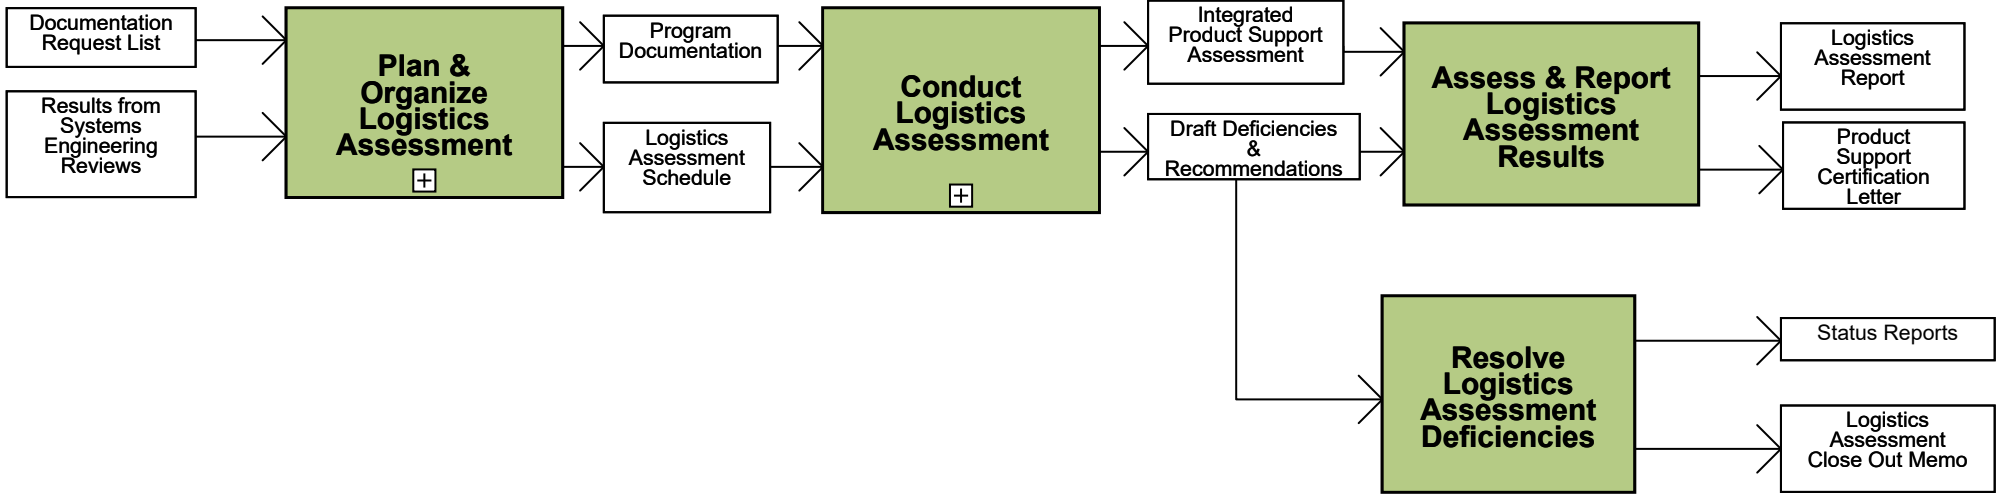 Documentation
Request List
Results from
Systems
Engineering
Reviews
Plan &
Organize
Logistics
Assessment
Program
Documentation
Logistics
Assessment
Schedule
Conduct
Logistics
Assessment
Integrated
Product Support
Assessment
Draft Deficiencies
&
Recommendations
Assess & Report
Logistics
Assessment
Results
Logistics
Assessment
Report
Product
Support
Certification
Letter
Resolve
Logistics
Assessment
Deficiencies
Status Reports
Logistics
Assessment
Close Out Memo